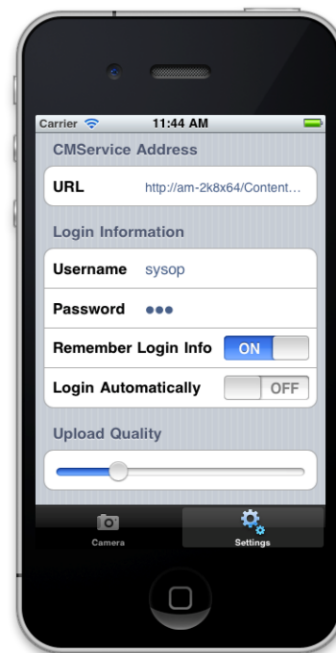 Carrier 11:44 AM
CMService Address
URL http://am-2k8x64/Content...
Login Information
Username sysop
Password •••
Remember Login Info ON
Login Automatically OFF
Upload Quality
Camera Settings